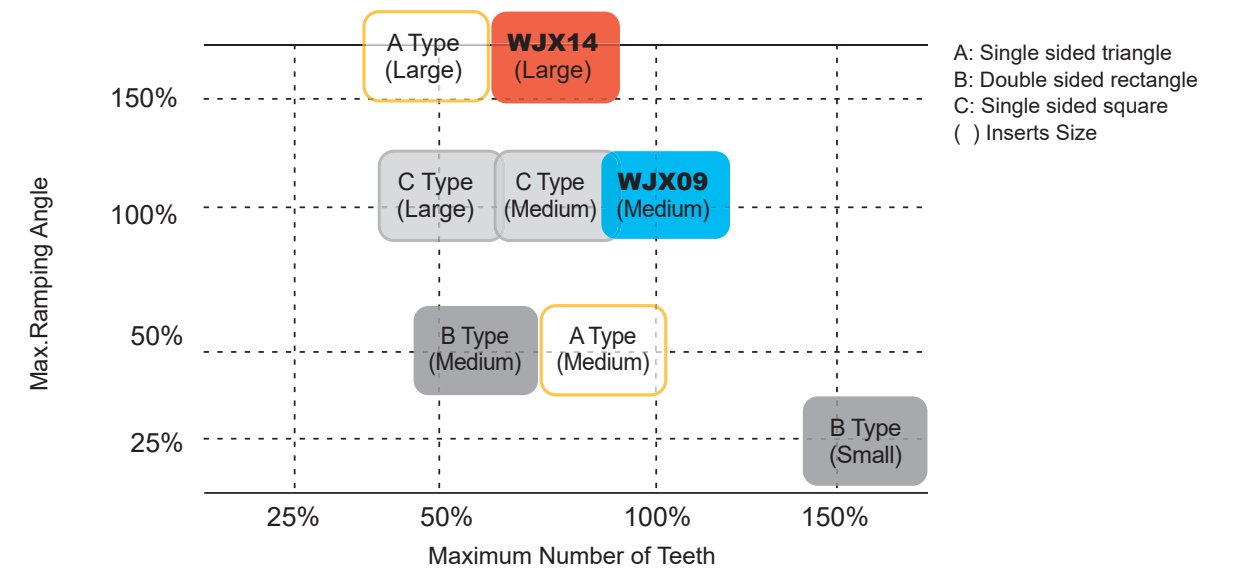 A Type
(Large)
WJX14
(Large)
A: Single sided triangle
B: Double sided rectangle
C: Single sided square
(  ) Inserts Size
150%
C Type
(Large)
C Type
(Medium)
WJX09
(Medium)
100%
Max.Ramping Angle
50%
B Type
(Medium)
A Type
(Medium)
25%
B Type
(Small)
25%
50%
100%
150%
Maximum Number of Teeth